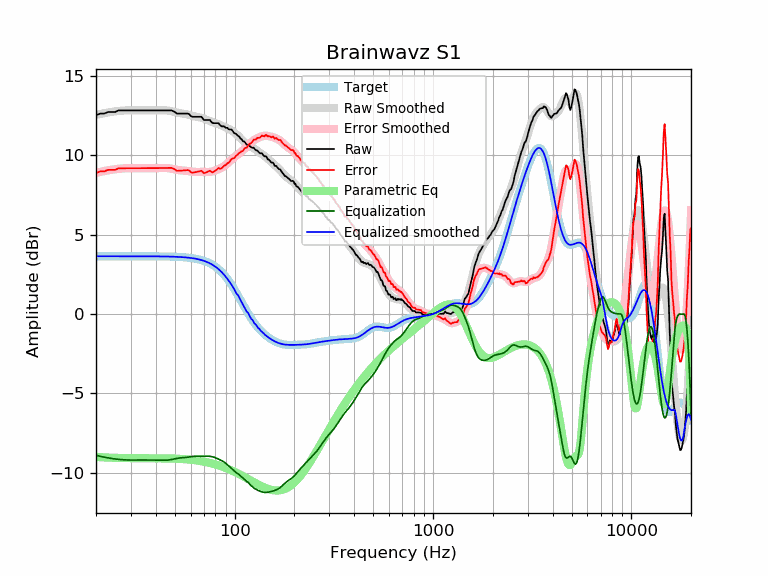 Brainwavz S1
15
10
5
0
−5
−10
Amplitude (dBr)
Target
Raw Smoothed
Error Smoothed
Raw
Error
Parametric Eq
Equalization
Equalized smoothed
100
1000
10000
Frequency (Hz)